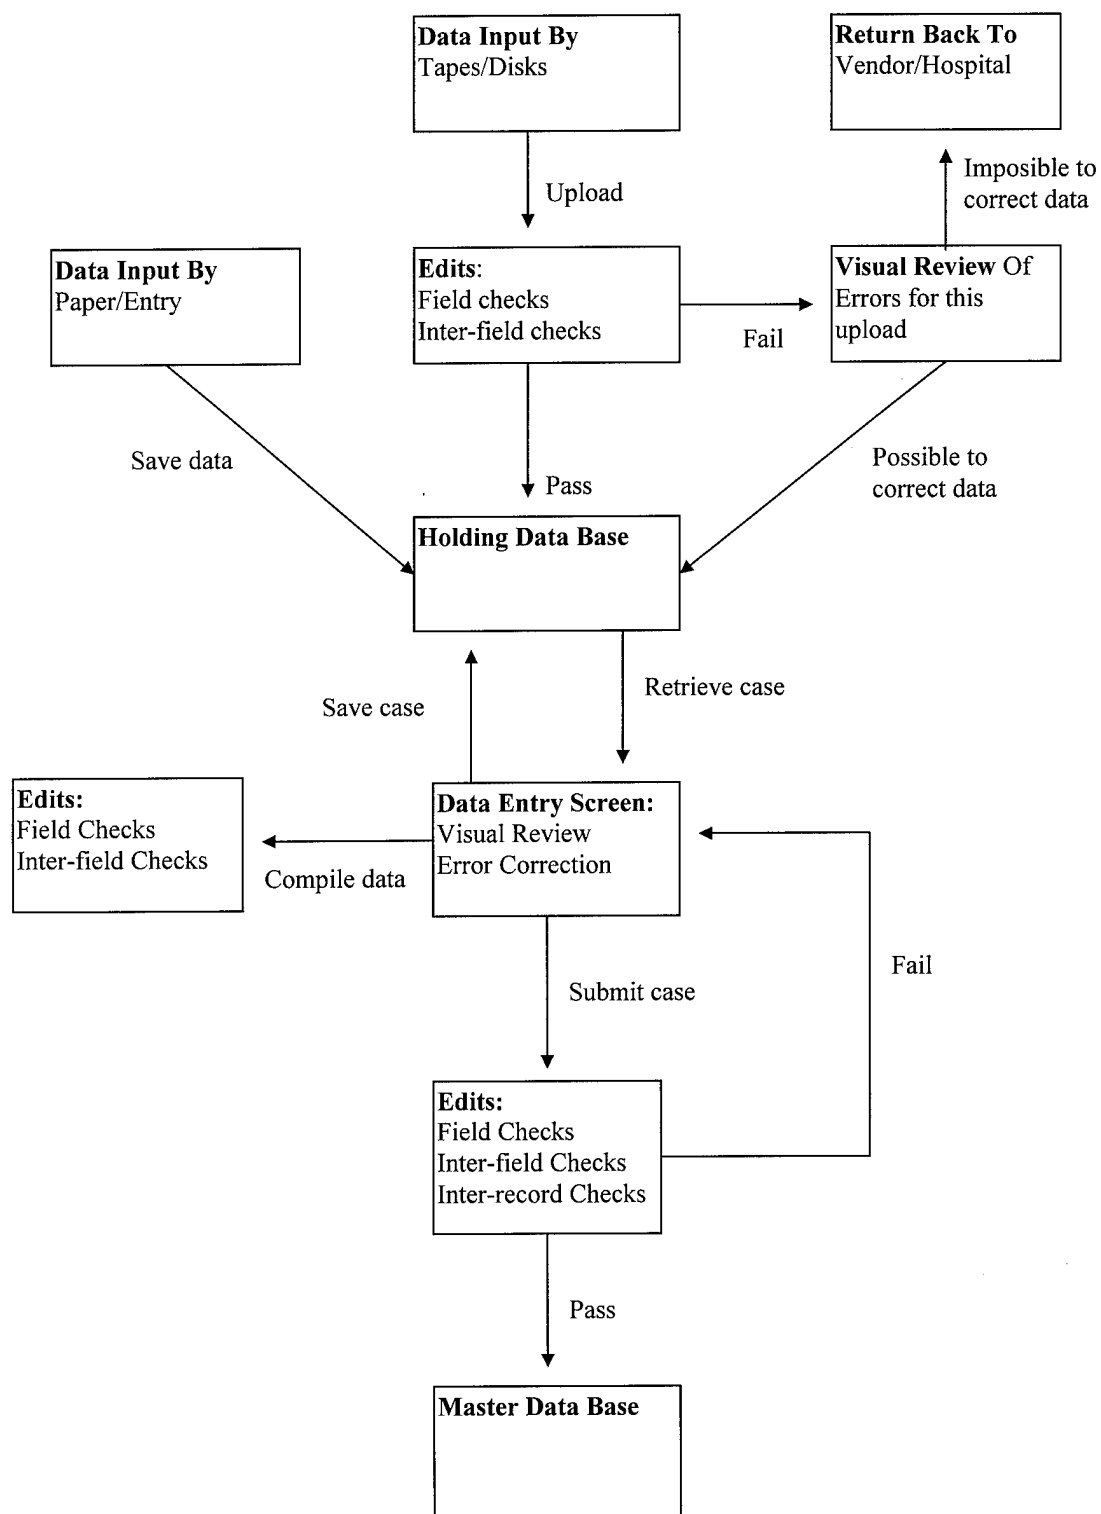 Data Input By
Tapes/Disks
Return Back To
Vendor/Hospital
Upload
Imposible to
correct data
Data Input By
Paper/Entry
Edits:
Field checks
Inter-field checks
Fail
Visual Review Of
Errors for this
upload
Save data
Pass
Possible to
correct data
Holding Data Base
Save case
Retrieve case
Edits:
Field Checks
Inter-field Checks
Compile data
Data Entry Screen:
Visual Review
Error Correction
Fail
Submit case
Edits:
Field Checks
Inter-field Checks
Inter-record Checks
Pass
Master Data Base